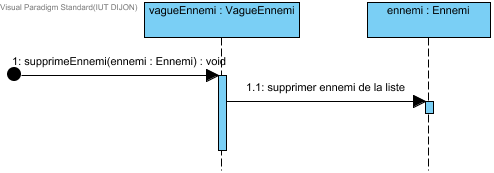 Visual Paradigm Standard(IUT DIJON)
vagueEnnemi : VagueEnnemi
ennemi : Ennemi
1: supprimeEnnemi(ennemi : Ennemi) : void
1.1: supprimer ennemi de la liste